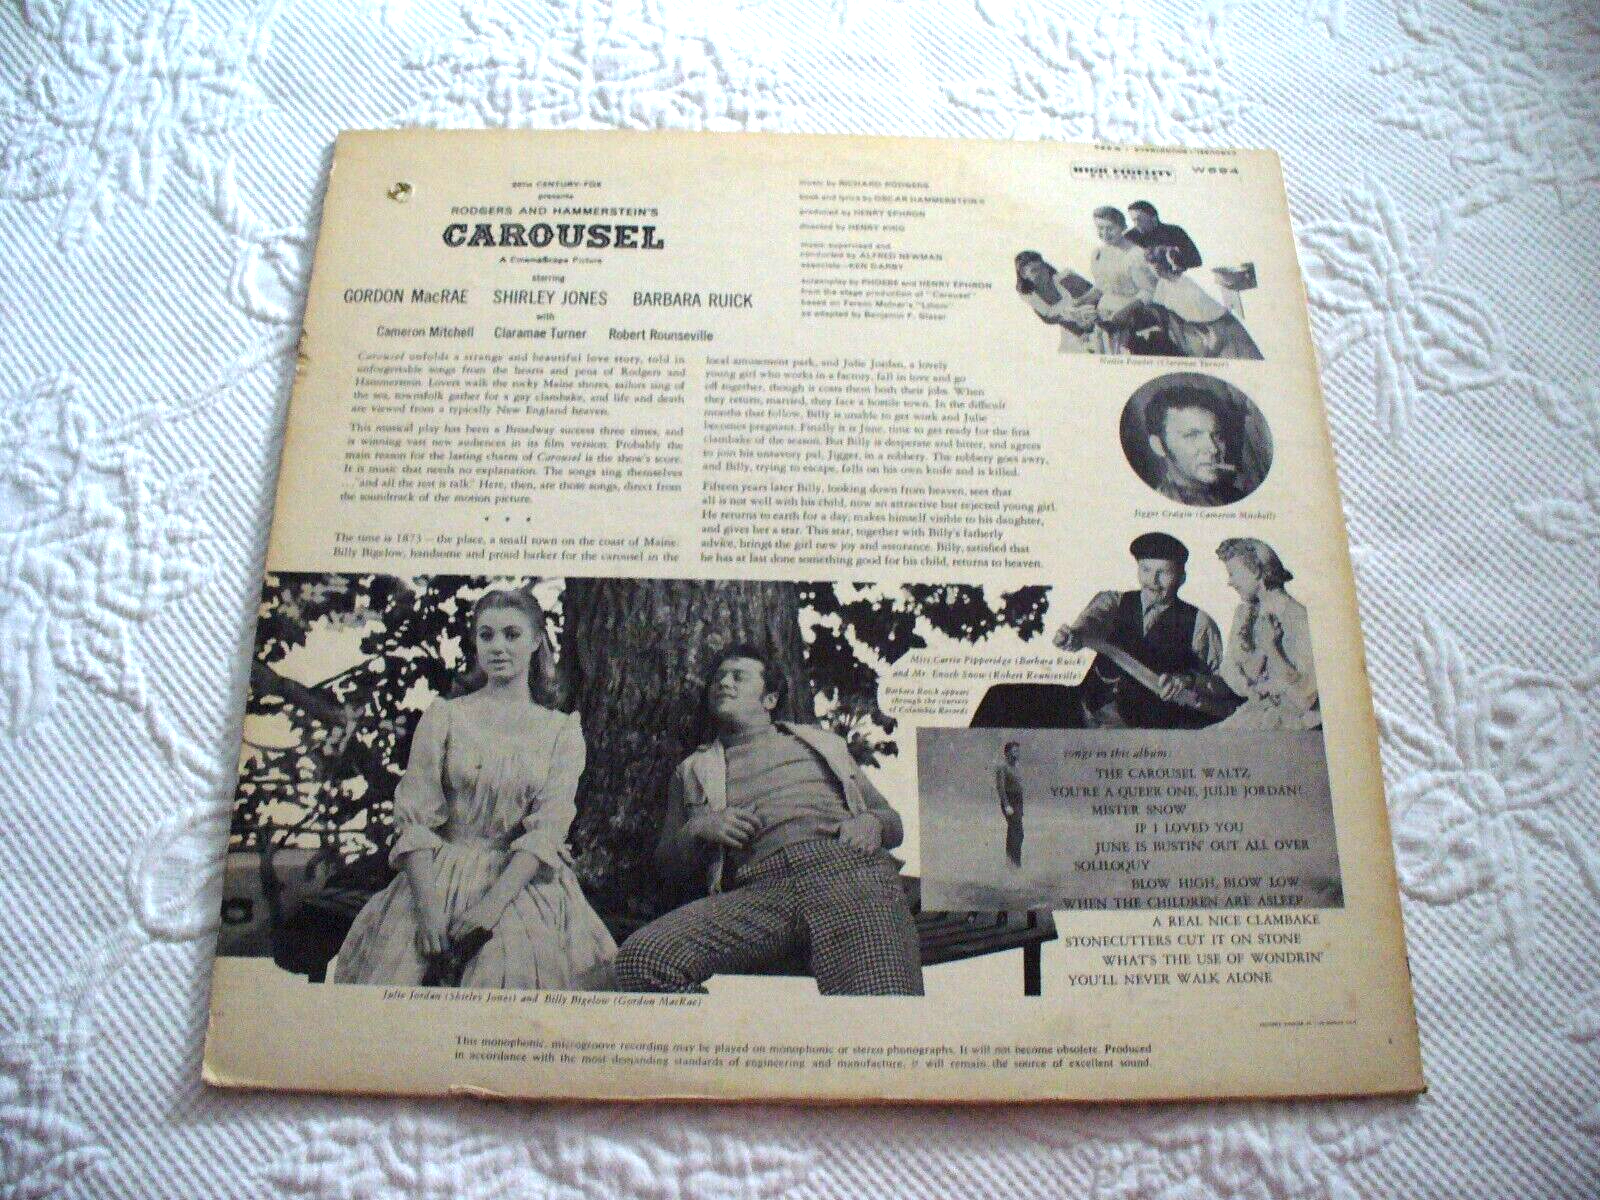 20TH CENTURY-FOX
presents
RODGERS AND HAMMERSTEIN'S
CAROUSEL
A CinemaScope Picture
starring
GORDON MacRAE SHIRLEY JONES BARBARA RUICK
with
Cameron Mitchell Claramae Turner Robert Rounseville
music by RICHARD RODGERS
book and lyrics by OSCAR HAMMERSTEIN II
produced by HENRY EPHRON
directed by HENRY KING
music supervised and
conducted by ALFRED NEWMAN
associate—KEN DARBY
screenplay by PHOEBE and HENRY EPHRON
from the stage production of "Carousel"
based on Ferenc Molnar's "Liliom"
as adapted by Benjamin F. Glazer
HIGH FIDELITY
RECORDING
W694
Carousel unfolds a strange and beautiful love story, told in
unforgettable songs from the hearts and pens of Rodgers and
Hammerstein. Lovers walk the rocky Maine shores, sailors sing of
the sea, townsfolk gather for a gay clambake, and life and death
are viewed from a typically New England heaven.
This musical play has been a Broadway success three times, and
is winning vast new audiences in its film version. Probably the
main reason for the lasting charm of Carousel is the show's score.
It is music that needs no explanation. The songs sing themselves
..."and all the rest is talk." Here, then, are those songs, direct from
the soundtrack of the motion picture.
* * *
The time is 1873 — the place, a small town on the coast of Maine.
Billy Bigelow, handsome and proud barker for the carousel in the
local amusement park, and Julie Jordan, a lovely
young girl who works in a factory, fall in love and go
off together, though it costs them both their jobs. When
they return, married, they face a hostile town. In the difficult
months that follow, Billy is unable to get work and Julie
becomes pregnant. Finally it is June, time to get ready for the first
clambake of the season. But Billy is desperate and bitter, and agrees
to join his unsavory pal, Jigger, in a robbery. The robbery goes awry,
and Billy, trying to escape, falls on his own knife and is killed.
Fifteen years later Billy, looking down from heaven, sees that
all is not well with his child, now an attractive but rejected young girl.
He returns to earth for a day, makes himself visible to his daughter,
and gives her a star. This star, together with Billy's fatherly
advice, brings the girl new joy and assurance. Billy, satisfied that
he has at last done something good for his child, returns to heaven.
Nettie Fowler (Claramae Turner)
Jigger Craigin (Cameron Mitchell)
Miss Carrie Pipperidge (Barbara Ruick)
and Mr. Enoch Snow (Robert Rounseville)
Barbara Ruick appears
through the courtesy
of Columbia Records
songs in this album:
THE CAROUSEL WALTZ
YOU'RE A QUEER ONE, JULIE JORDAN!
MISTER SNOW
IF I LOVED YOU
JUNE IS BUSTIN' OUT ALL OVER
SOLILOQUY
BLOW HIGH, BLOW LOW
WHEN THE CHILDREN ARE ASLEEP
A REAL NICE CLAMBAKE
STONECUTTERS CUT IT ON STONE
WHAT'S THE USE OF WONDRIN'
YOU'LL NEVER WALK ALONE
Julie Jordan (Shirley Jones) and Billy Bigelow (Gordon MacRae)
This monophonic, microgroove recording may be played on monophonic or stereo phonographs. It will not become obsolete. Produced
in accordance with the most demanding standards of engineering and manufacture, it will remain the source of excellent sound.